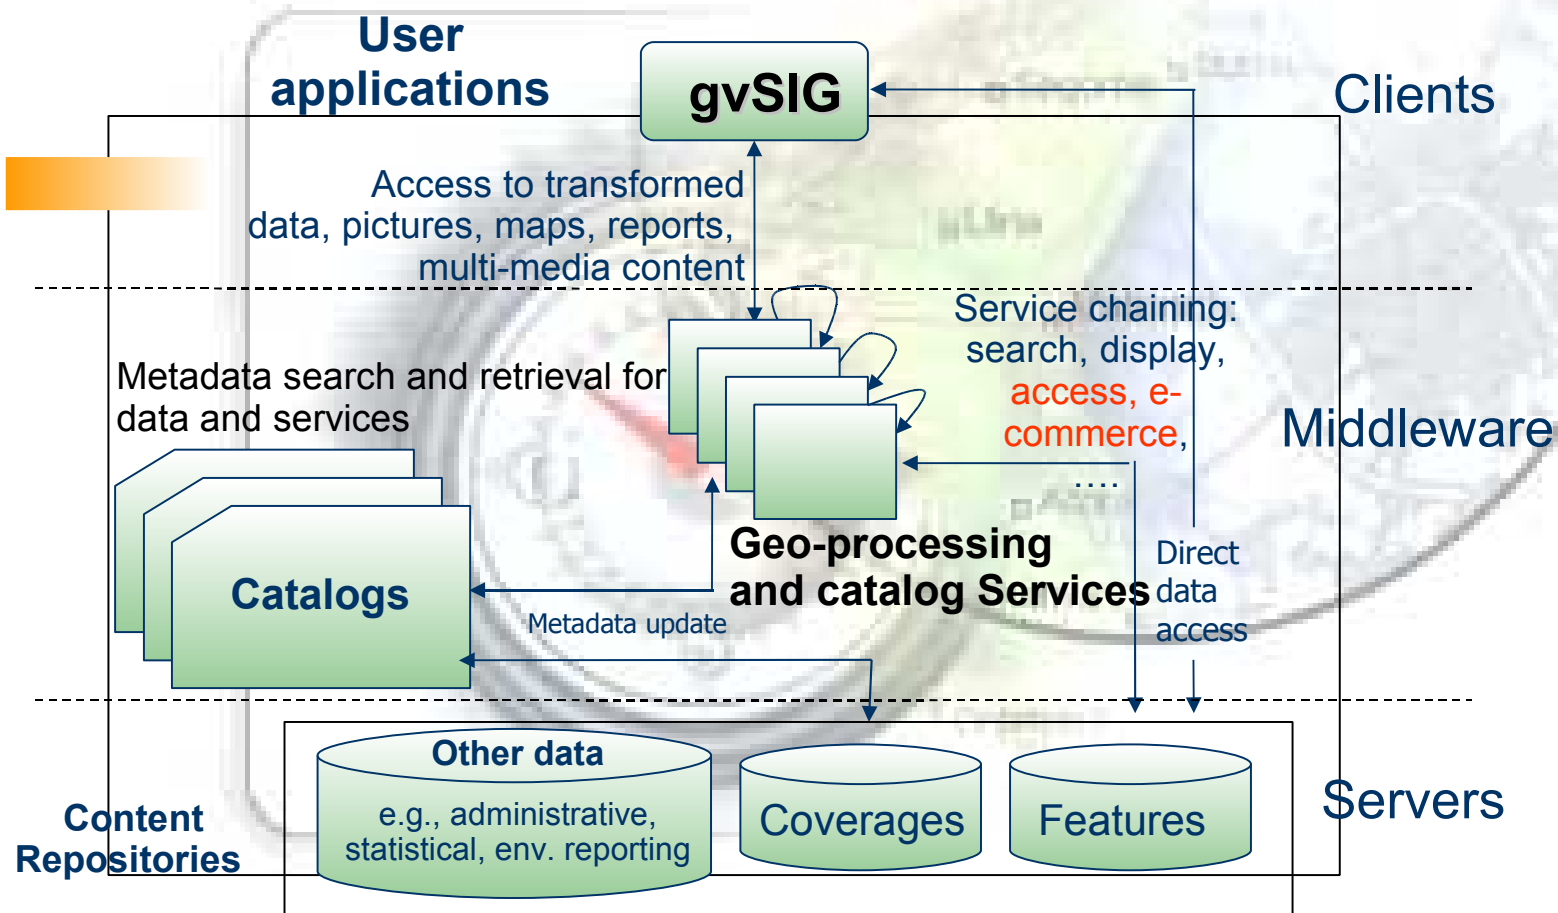 User
applications
gvSIG
Clients
Access to transformed
data, pictures, maps, reports,
multi-media content
Service chaining:
search, display,
access, e-
commerce,
....
Metadata search and retrieval for
data and services
Middleware
Catalogs
Geo-processing
and catalog Services
Metadata update
Direct
data
access
Other data
e.g., administrative,
statistical, env. reporting
Coverages
Features
Servers
Content
Repositories